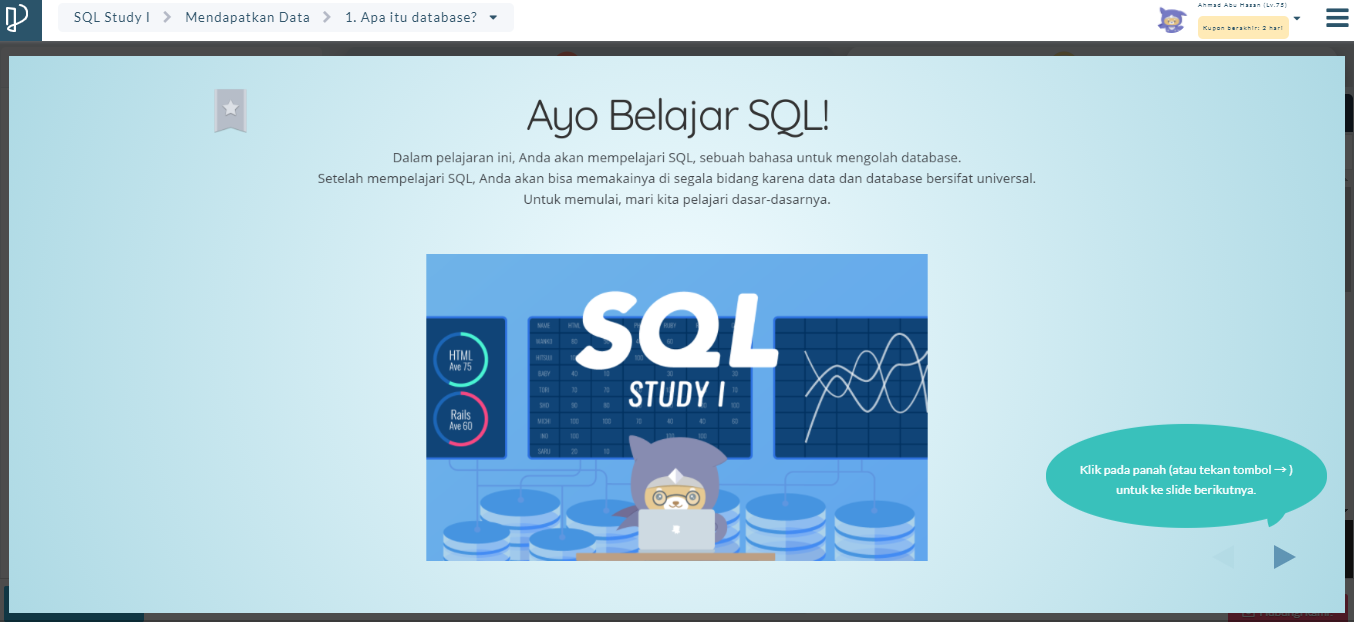 SQL Study I
Mendapatkan Data
1. Apa itu database?
Ahmad Abu Hasan (Lv.75)
Kupon berakhir: 2 hari
Ayo Belajar SQL!
Dalam pelajaran ini, Anda akan mempelajari SQL, sebuah bahasa untuk mengolah database.
Setelah mempelajari SQL, Anda akan bisa memakainya di segala bidang karena data dan database bersifat universal.
Untuk memulai, mari kita pelajari dasar-dasarnya.
SQL
STUDY I
HTML
Ave 75
Rails
Ave 60
NAME HTML
Klik pada panah (atau tekan tombol → )
untuk ke slide berikutnya.